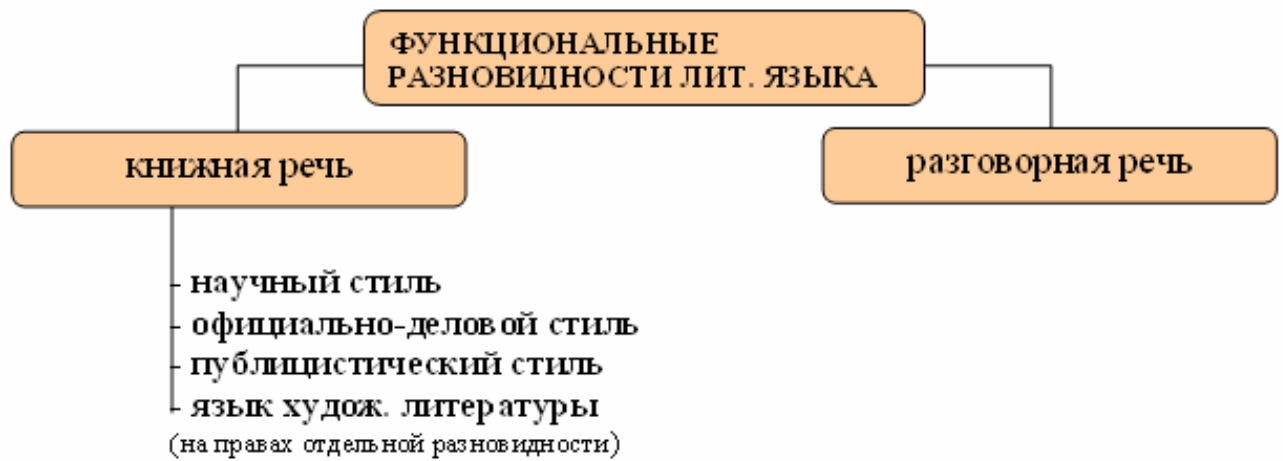 ФУНКЦИОНАЛЬНЫЕ
РАЗНОВИДНОСТИ ЛИТ. ЯЗЫКА
книжная речь
разговорная речь
- научный стиль
- официально-деловой стиль
- публицистический стиль
- язык худож. литературы
(на правах отдельной разновидности)